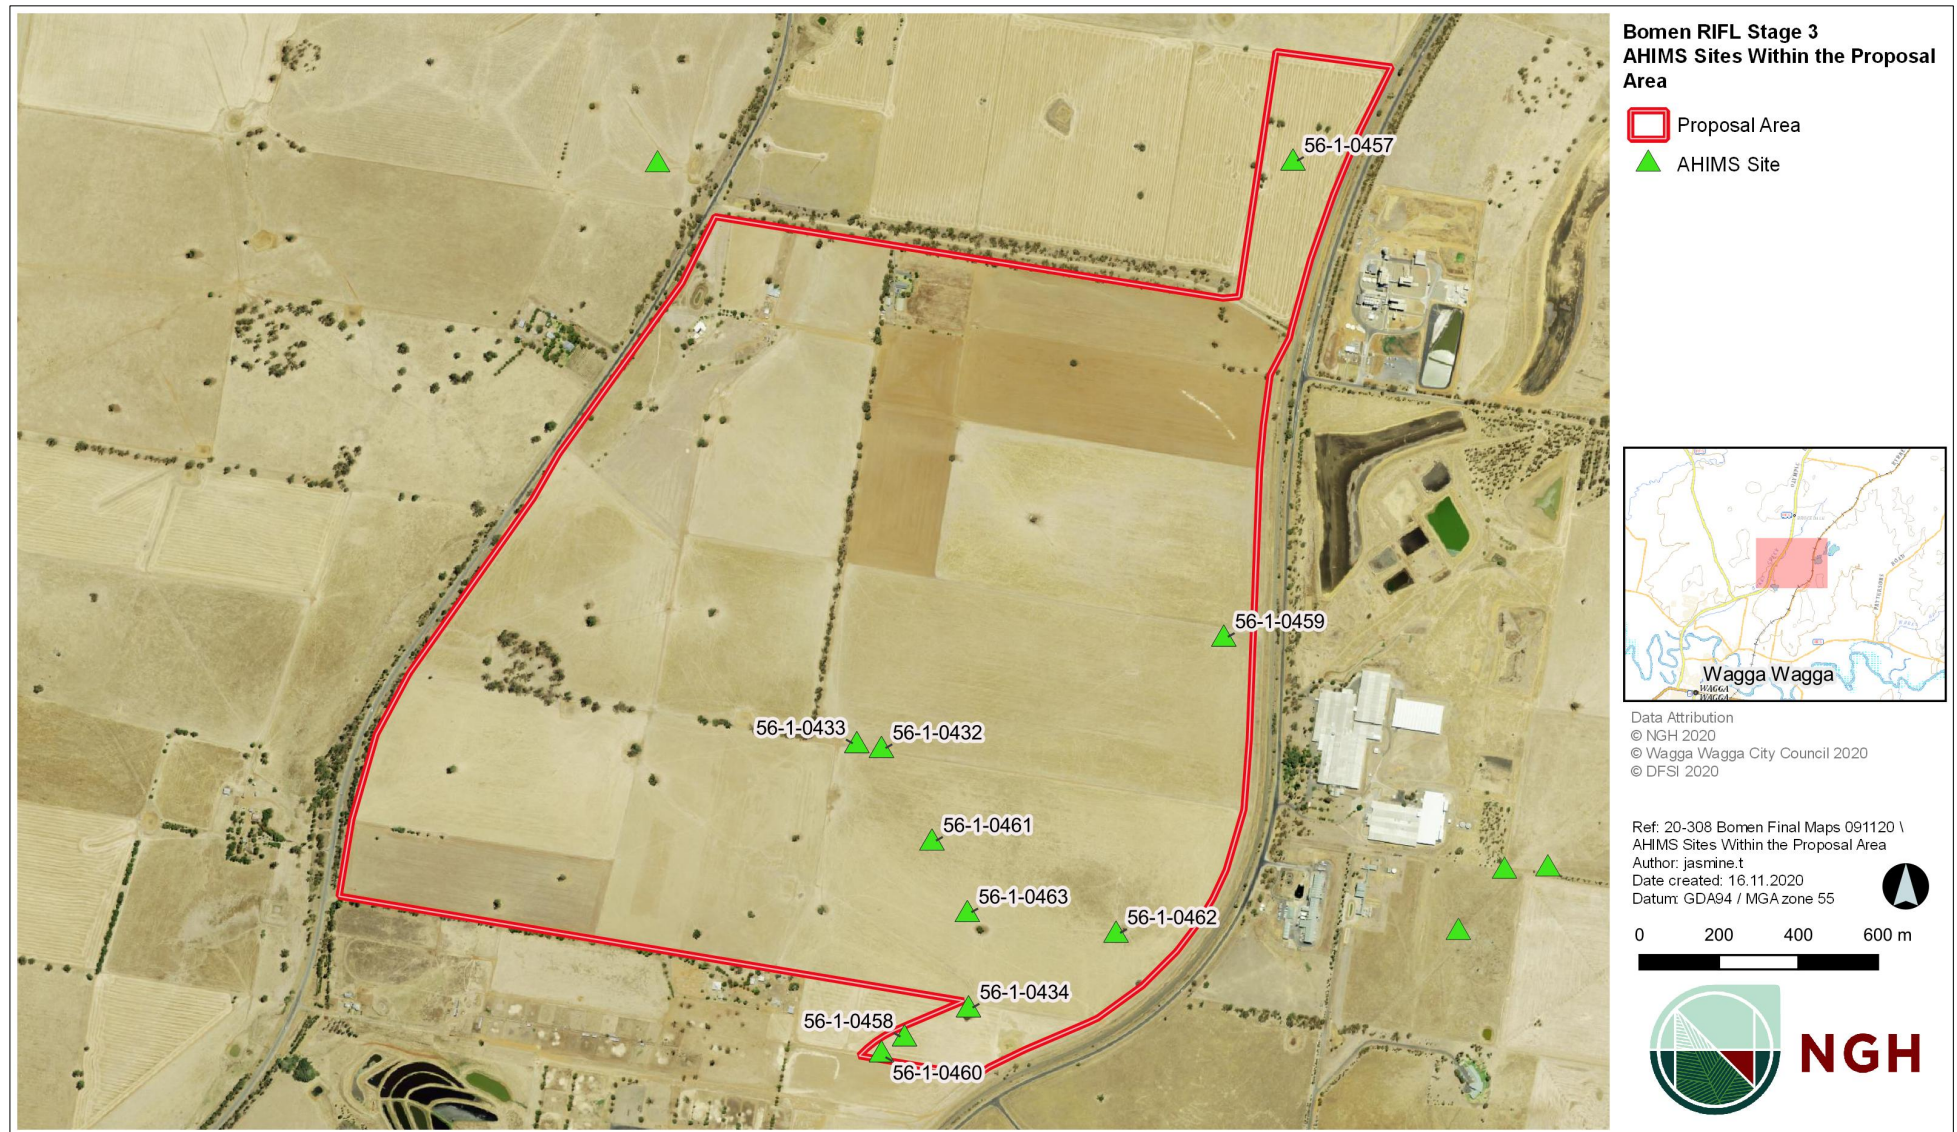 Bomen RIFL Stage 3
AHIMS Sites Within the Proposal
Area
Proposal Area
AHIMS Site
56-1-0457
56-1-0459
56-1-0433
56-1-0432
56-1-0461
56-1-0463
56-1-0462
56-1-0434
56-1-0458
56-1-0460
Wagga Wagga
WAGGA
WAGGA
Data Attribution
© NGH 2020
© Wagga Wagga City Council 2020
© DFSI 2020
Ref: 20-308 Bomen Final Maps 091120 \
AHIMS Sites Within the Proposal Area
Author: jasmine.t
Date created: 16.11.2020
Datum: GDA94 / MGA zone 55
0 200 400 600 m
NGH